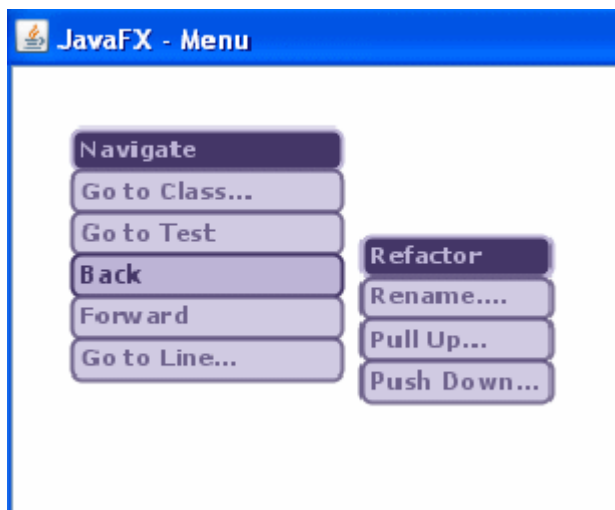 JavaFX - Menu
Navigate
Go to Class...
Go to Test
Back
Forward
Go to Line...
Refactor
Rename....
Pull Up...
Push Down...